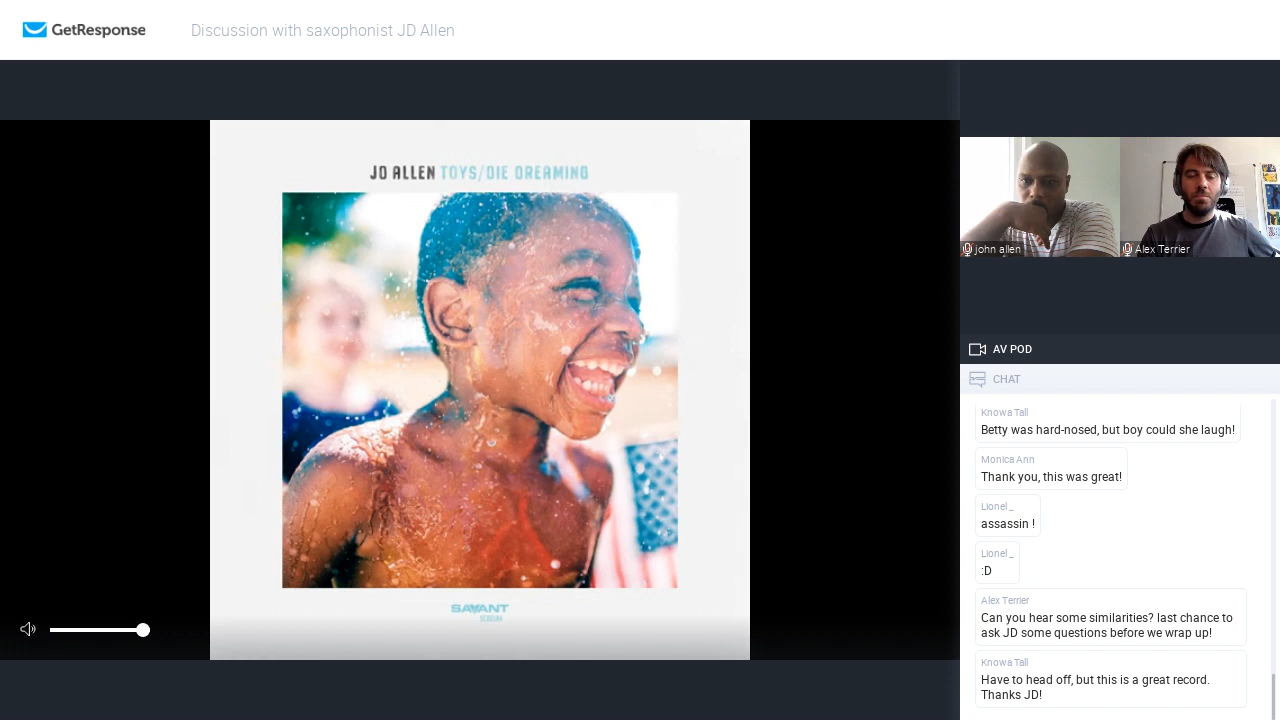 GetResponse
Discussion with saxophonist JD Allen
JD ALLEN TOYS/DIE DREAMING
SAVANT
john allen
Alex Terrier
AV POD
CHAT
Knowa Tall
Betty was hard-nosed, but boy could she laugh!
Monica Ann
Thank you, this was great!
Lionel _
assassin !
Lionel _
:D
Alex Terrier
Can you hear some similarities? last chance to
ask JD some questions before we wrap up!
Knowa Tall
Have to head off, but this is a great record.
Thanks JD!